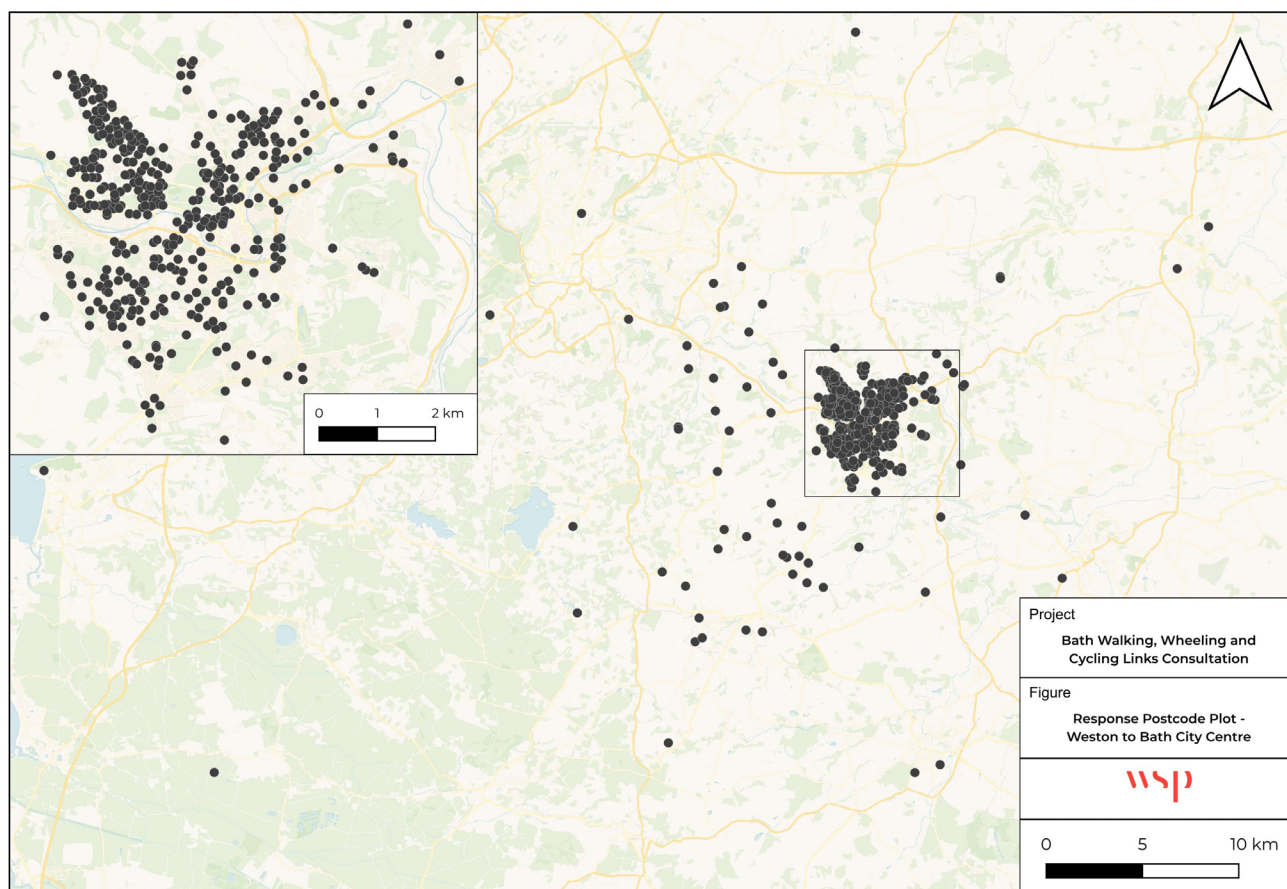 0 1 2 km
Project
Bath Walking, Wheeling and
Cycling Links Consultation
Figure
Response Postcode Plot -
Weston to Bath City Centre
wsp
0 5 10 km